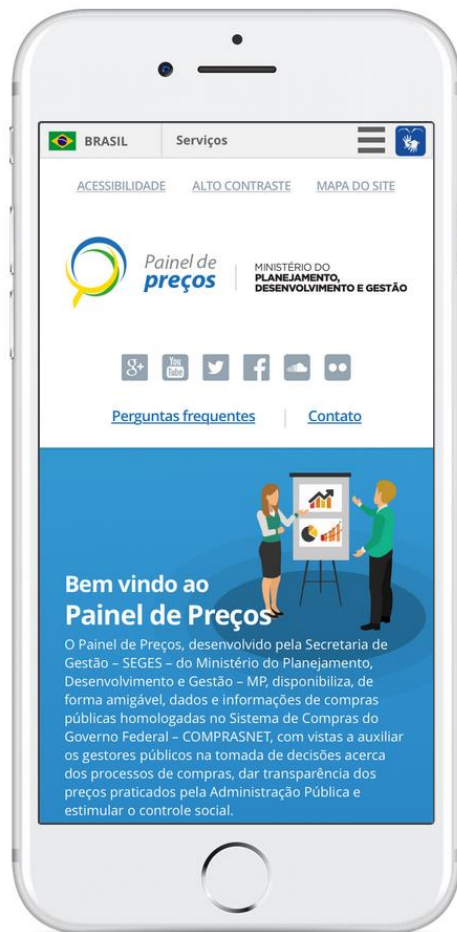 BRASIL Serviços
ACESSIBILIDADE ALTO CONTRASTE MAPA DO SITE
Painel de
preços
MINISTÉRIO DO
PLANEJAMENTO,
DESENVOLVIMENTO E GESTÃO
g+ You Tube f
Perguntas frequentes Contato
Bem vindo ao
Painel de Preços
O Painel de Preços, desenvolvido pela Secretaria de
Gestão – SEGES – do Ministério do Planejamento,
Desenvolvimento e Gestão – MP, disponibiliza, de
forma amigável, dados e informações de compras
públicas homologadas no Sistema de Compras do
Governo Federal – COMPRASNET, com vistas a auxiliar
os gestores públicos na tomada de decisões acerca
dos processos de compras, dar transparência dos
preços praticados pela Administração Pública e
estimular o controle social.